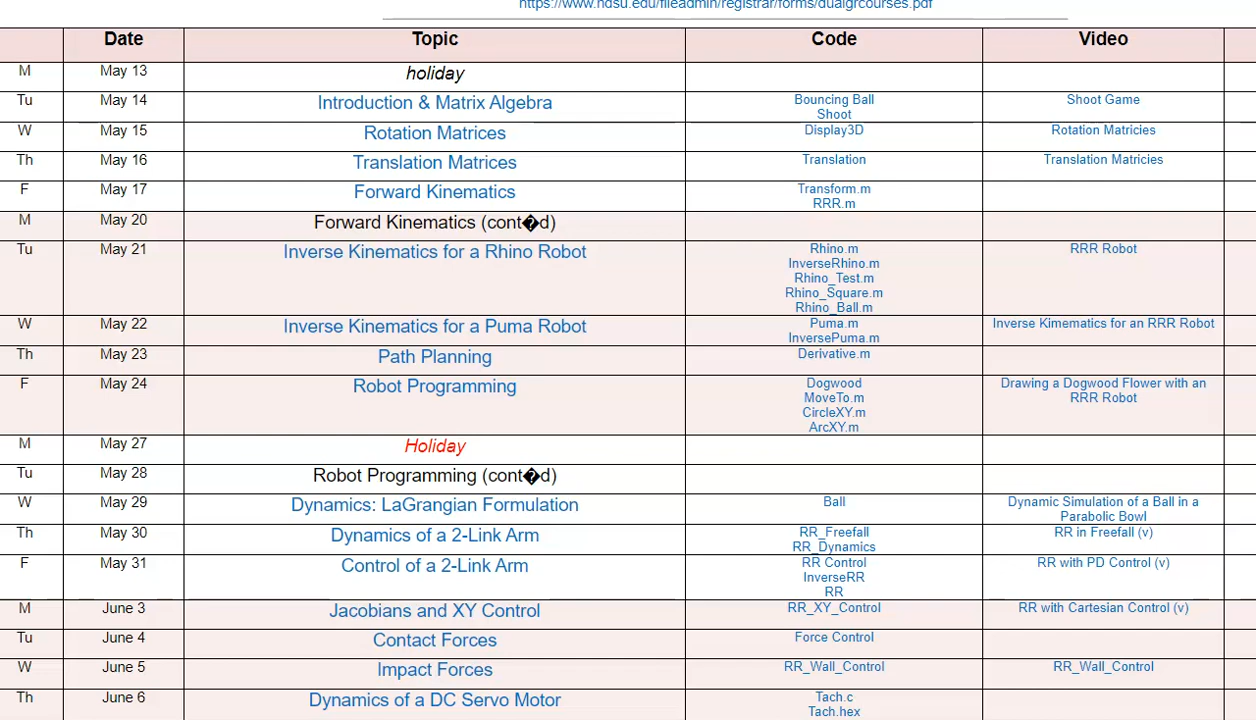 https://www.ndsu.edu/fileadmin/registrar/forms/dualgrcourses.pdf
Date Topic Code Video
M May 13 holiday
Tu May 14 Introduction & Matrix Algebra Bouncing Ball Shoot Game
Shoot
W May 15 Rotation Matrices Display3D Rotation Matricies
Th May 16 Translation Matrices Translation Translation Matricies
F May 17 Forward Kinematics Transform.m
RRR.m
M May 20 Forward Kinematics (cont�d)
Tu May 21 Inverse Kinematics for a Rhino Robot Rhino.m RRR Robot
InverseRhino.m
Rhino_Test.m
Rhino_Square.m
Rhino_Ball.m
W May 22 Inverse Kinematics for a Puma Robot Puma.m Inverse Kimematics for an RRR Robot
InversePuma.m
Th May 23 Path Planning Derivative.m
F May 24 Robot Programming Dogwood Drawing a Dogwood Flower with an
MoveTo.m RRR Robot
CircleXY.m
ArcXY.m
M May 27 Holiday
Tu May 28 Robot Programming (cont�d)
W May 29 Dynamics: LaGrangian Formulation Ball Dynamic Simulation of a Ball in a
Parabolic Bowl
Th May 30 Dynamics of a 2-Link Arm RR_Freefall RR in Freefall (v)
RR_Dynamics
F May 31 Control of a 2-Link Arm RR Control RR with PD Control (v)
InverseRR
RR
M June 3 Jacobians and XY Control RR_XY_Control RR with Cartesian Control (v)
Tu June 4 Contact Forces Force Control
W June 5 Impact Forces RR_Wall_Control RR_Wall_Control
Th June 6 Dynamics of a DC Servo Motor Tach.c
Tach.hex